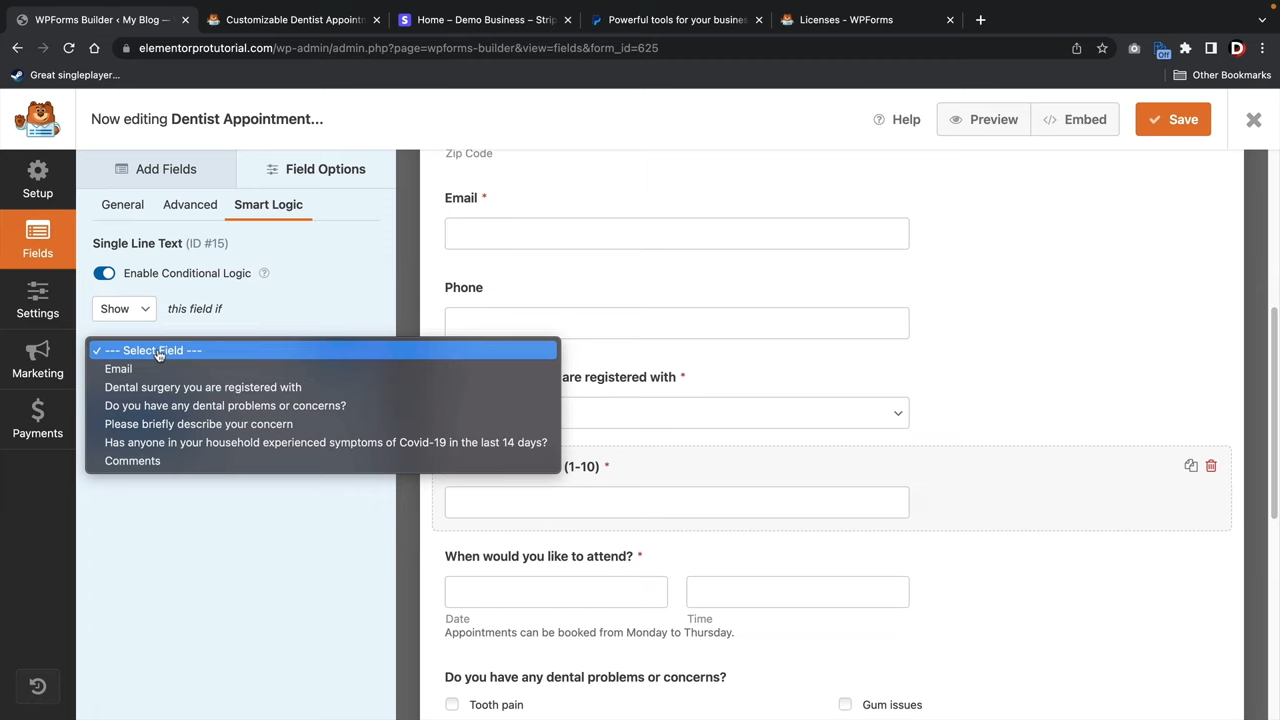 WPForms Builder ‹ My Blog —
Customizable Dentist Appointm
Home – Demo Business – Strip
Powerful tools for your busines
Licenses - WPForms
elementorprotutorial.com/wp-admin/admin.php?page=wpforms-builder&view=fields&form_id=625
Off
D
Great singleplayer...
Other Bookmarks
Now editing Dentist Appointment...
Help
Preview
Embed
Save
Setup
Fields
Settings
Marketing
Payments
Add Fields
Field Options
General
Advanced
Smart Logic
Single Line Text (ID #15)
Enable Conditional Logic
Show
this field if
--- Select Field ---
Email
Dental surgery you are registered with
Do you have any dental problems or concerns?
Please briefly describe your concern
Has anyone in your household experienced symptoms of Covid-19 in the last 14 days?
Comments
Zip Code
Email *
Phone
are registered with *
(1-10) *
When would you like to attend? *
Date
Time
Appointments can be booked from Monday to Thursday.
Do you have any dental problems or concerns?
Tooth pain
Gum issues